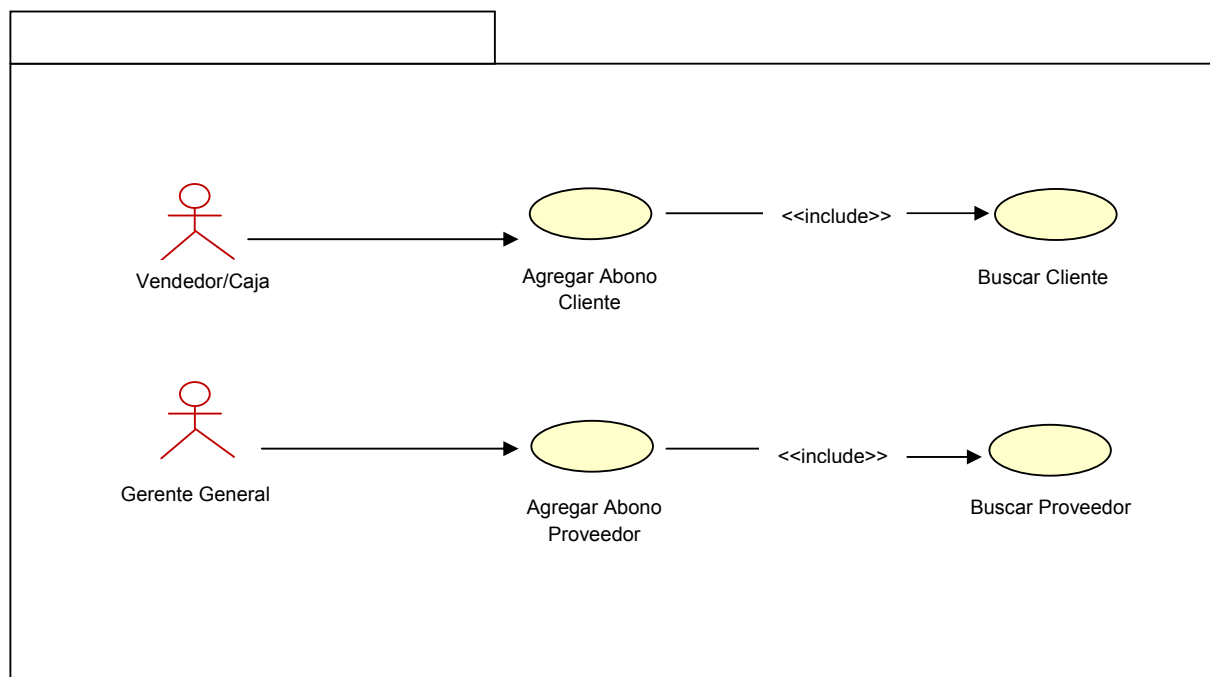 <<include>>
Vendedor/Caja
Agregar Abono
Cliente
Buscar Cliente
<<include>>
Gerente General
Agregar Abono
Proveedor
Buscar Proveedor